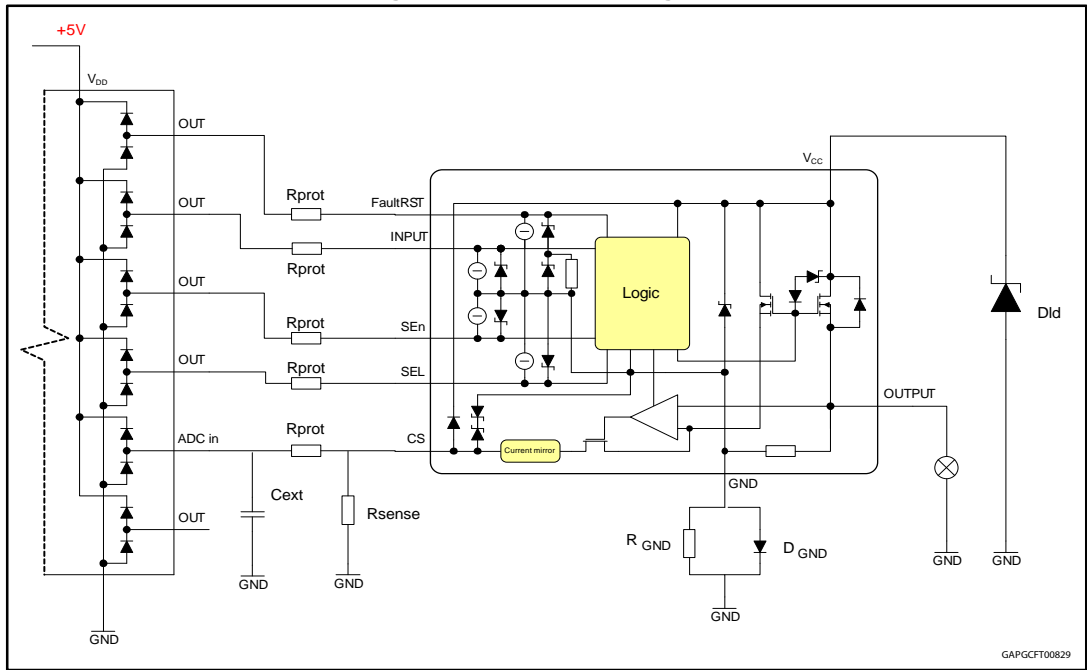 +5V
VDD
OUT
VCC
Rprot
FaultRST
OUT
INPUT
Rprot
Logic
OUT
Dld
Rprot
SEn
OUT
Rprot
SEL
OUTPUT
ADC in
Rprot
CS
Current mirror
GND
Cext
Rsense
OUT
R GND
D GND
GND
GND
GND
GND
GND
GND
GAPGCFT00829